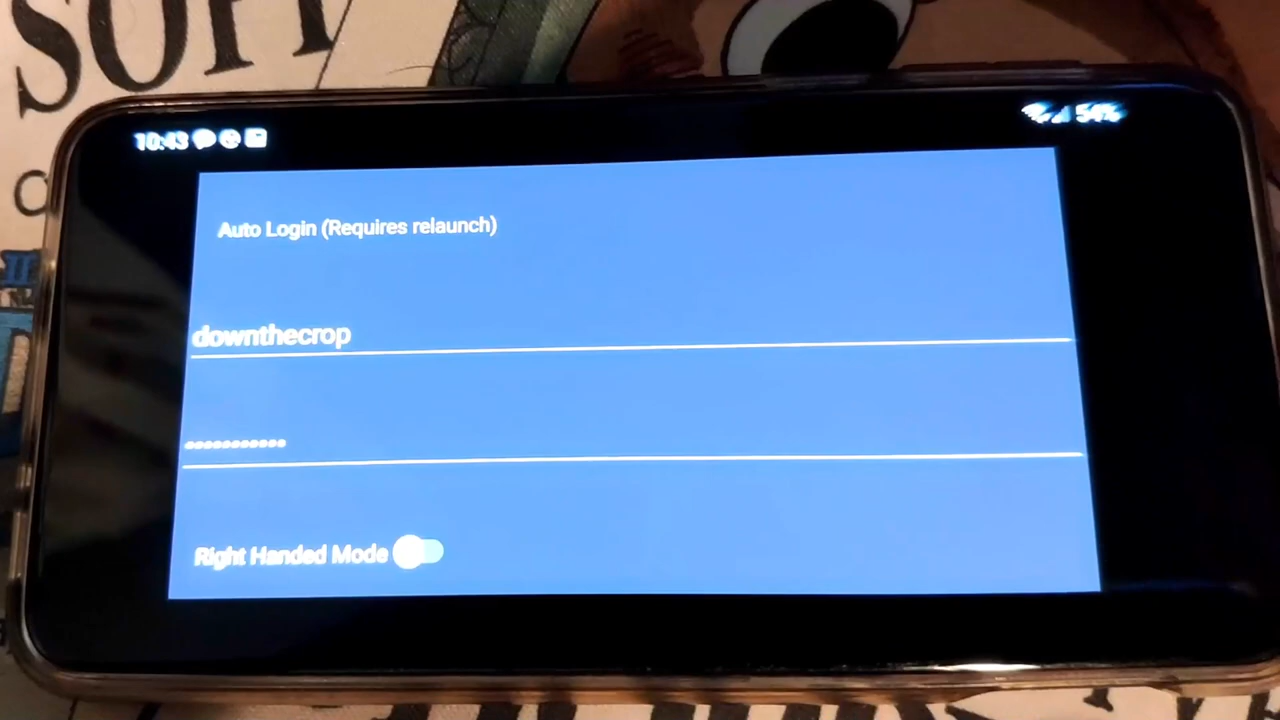 SOFT
10:43
54%
Auto Login (Requires relaunch)
downthecrop
•••••••••••
Right Handed Mode